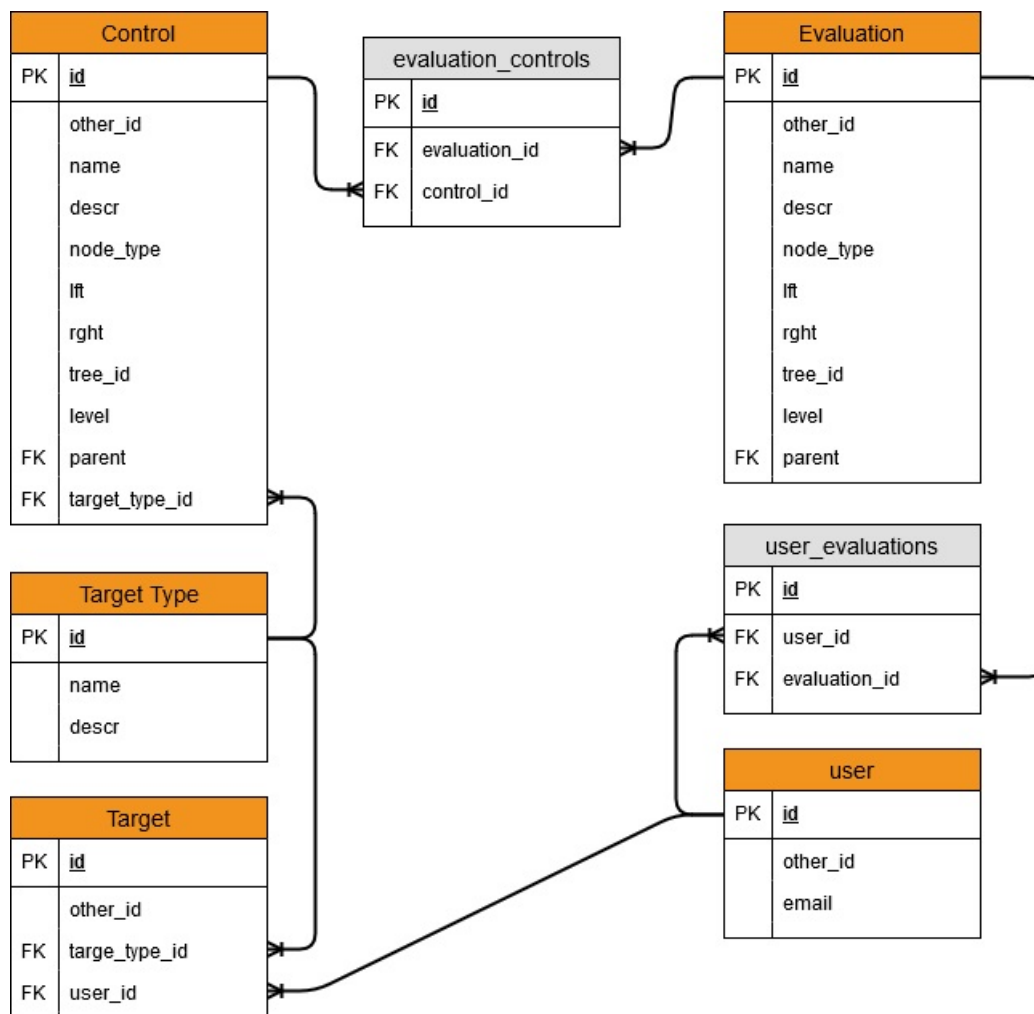 Control
PK id
other_id
name
descr
node_type
lft
rght
tree_id
level
FK parent
FK target_type_id
evaluation_controls
PK id
FK evaluation_id
FK control_id
Evaluation
PK id
other_id
name
descr
node_type
lft
rght
tree_id
level
FK parent
Target Type
PK id
name
descr
user_evaluations
PK id
FK user_id
FK evaluation_id
Target
PK id
other_id
FK targe_type_id
FK user_id
user
PK id
other_id
email